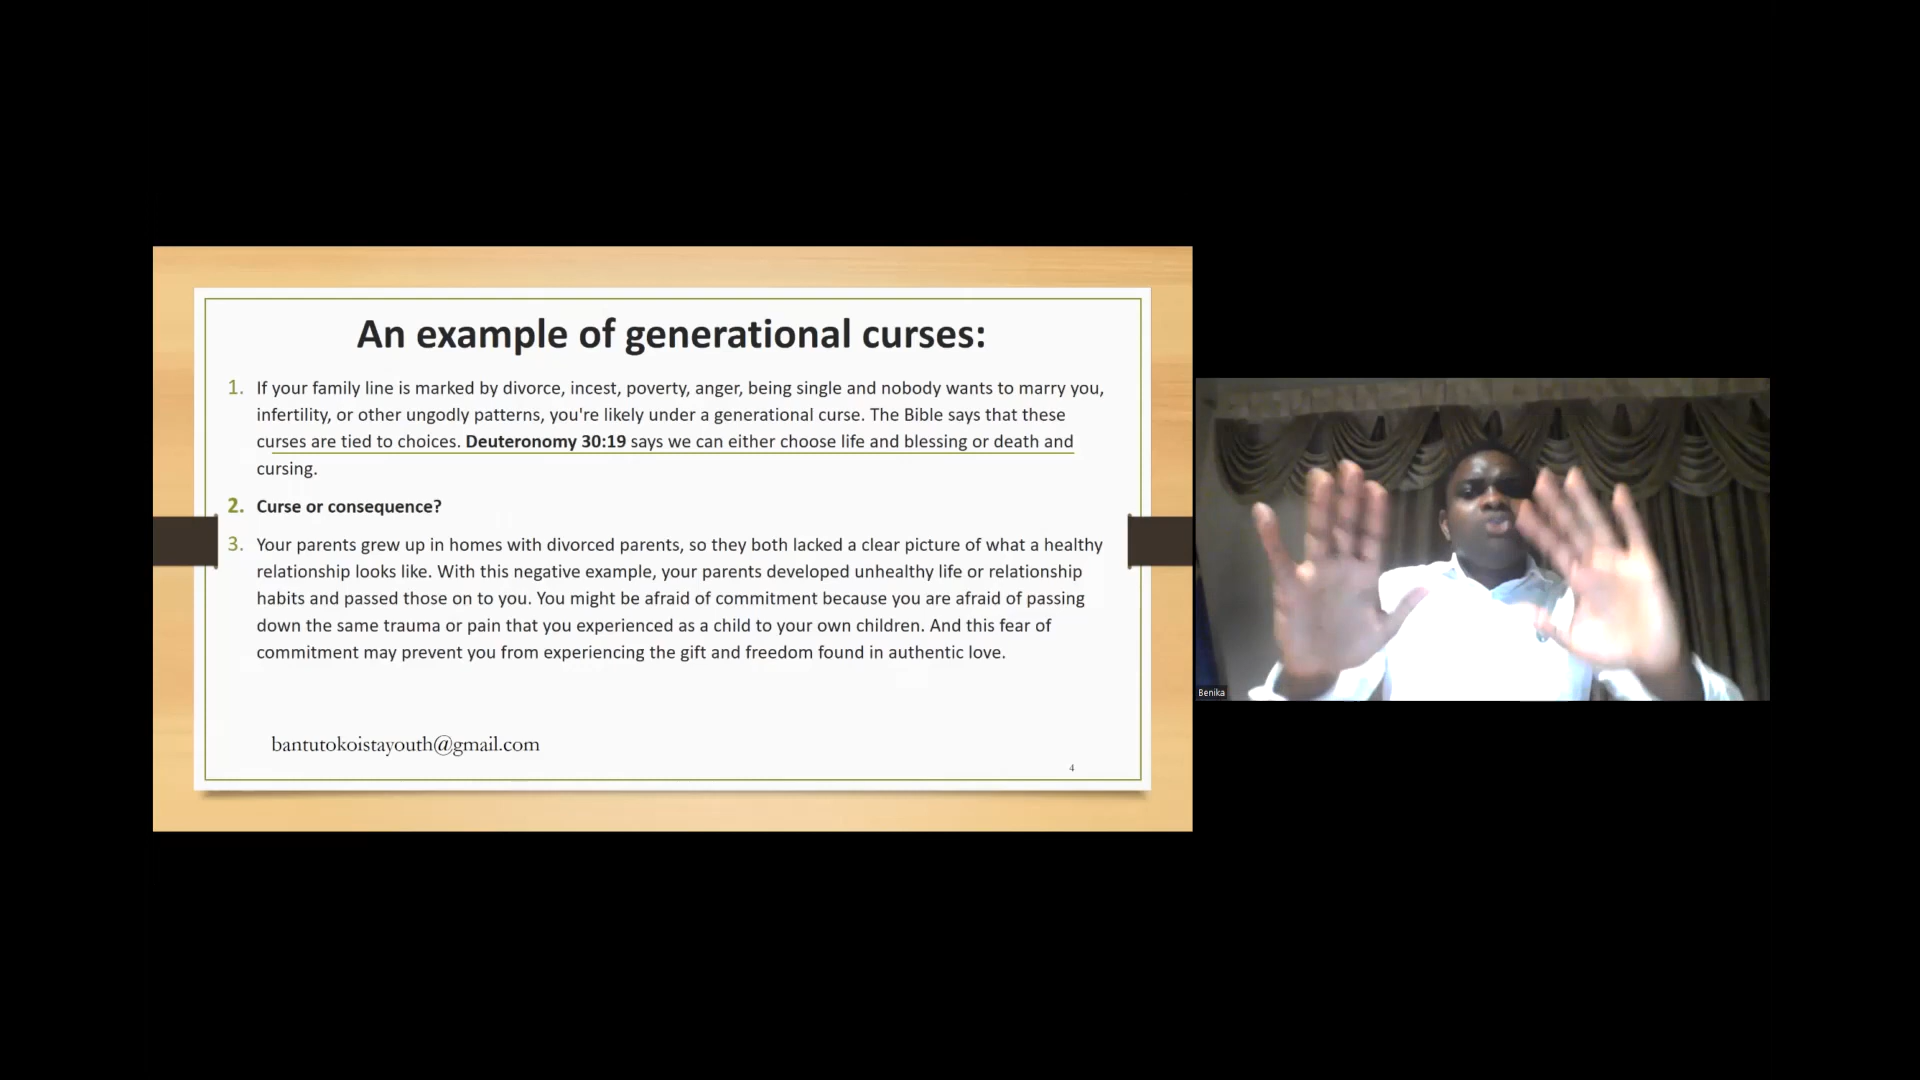 An example of generational curses:
1. If your family line is marked by divorce, incest, poverty, anger, being single and nobody wants to marry you,
infertility, or other ungodly patterns, you're likely under a generational curse. The Bible says that these
curses are tied to choices. Deuteronomy 30:19 says we can either choose life and blessing or death and
cursing.
2. Curse or consequence?
3. Your parents grew up in homes with divorced parents, so they both lacked a clear picture of what a healthy
relationship looks like. With this negative example, your parents developed unhealthy life or relationship
habits and passed those on to you. You might be afraid of commitment because you are afraid of passing
down the same trauma or pain that you experienced as a child to your own children. And this fear of
commitment may prevent you from experiencing the gift and freedom found in authentic love.
bantutokoistayouth@gmail.com
4
Benika